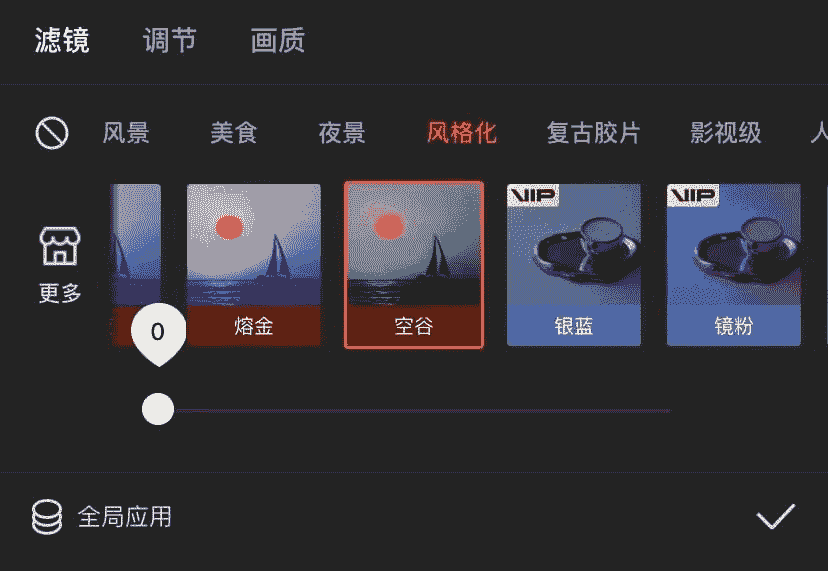 滤镜 调节 画质
风景 美食 夜景 风格化 复古胶片 影视级 人
VIP VIP
更多
0 熔金 空谷 银蓝 镜粉
全局应用